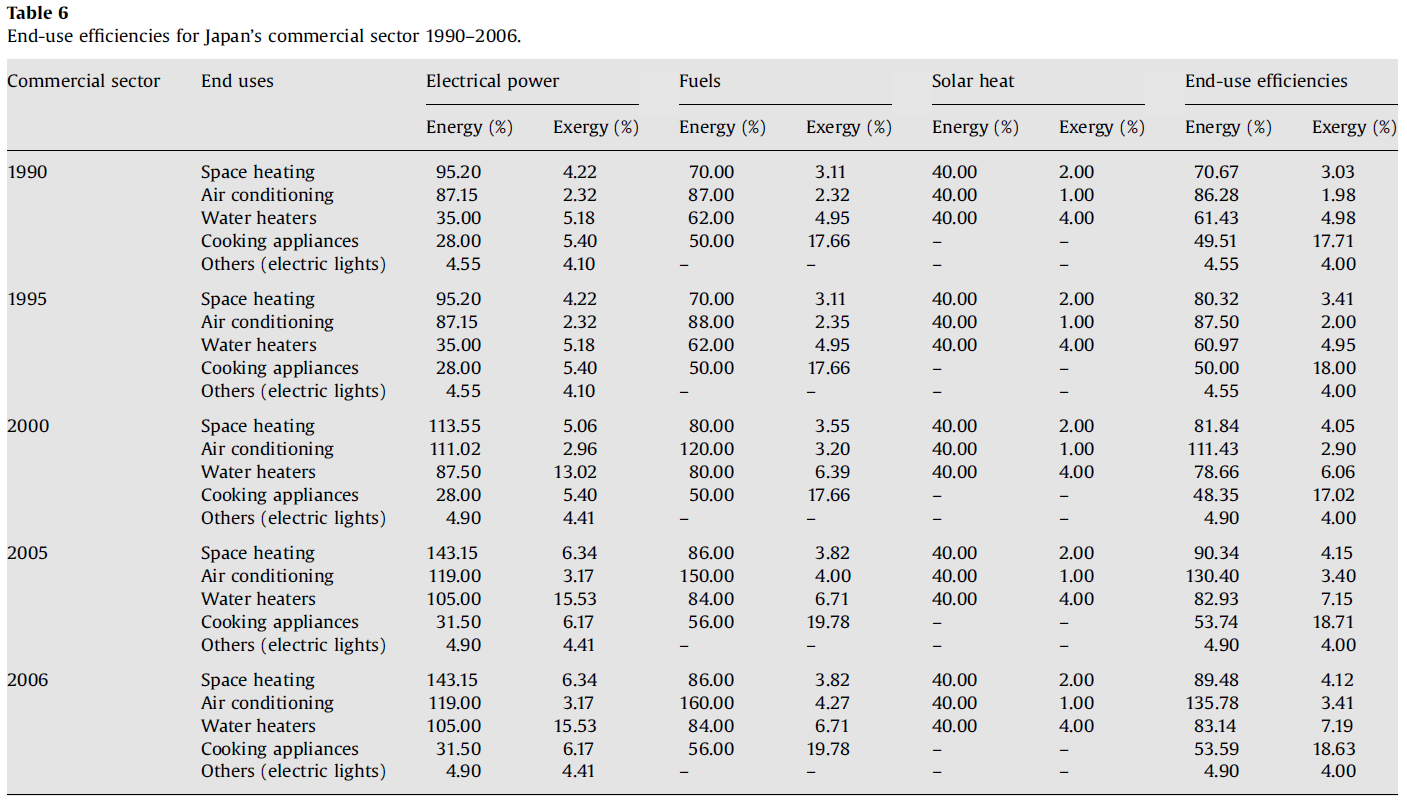 Table 6
End-use efficiencies for Japan's commercial sector 1990–2006.
Commercial sector End uses Electrical power Fuels Solar heat End-use efficiencies
Energy (%) Exergy (%) Energy (%) Exergy (%) Energy (%) Exergy (%) Energy (%) Exergy (%)
1990 Space heating 95.20 4.22 70.00 3.11 40.00 2.00 70.67 3.03
Air conditioning 87.15 2.32 87.00 2.32 40.00 1.00 86.28 1.98
Water heaters 35.00 5.18 62.00 4.95 40.00 4.00 61.43 4.98
Cooking appliances 28.00 5.40 50.00 17.66 – – 49.51 17.71
Others (electric lights) 4.55 4.10 – – – – 4.55 4.00
1995 Space heating 95.20 4.22 70.00 3.11 40.00 2.00 80.32 3.41
Air conditioning 87.15 2.32 88.00 2.35 40.00 1.00 87.50 2.00
Water heaters 35.00 5.18 62.00 4.95 40.00 4.00 60.97 4.95
Cooking appliances 28.00 5.40 50.00 17.66 – – 50.00 18.00
Others (electric lights) 4.55 4.10 – – – – 4.55 4.00
2000 Space heating 113.55 5.06 80.00 3.55 40.00 2.00 81.84 4.05
Air conditioning 111.02 2.96 120.00 3.20 40.00 1.00 111.43 2.90
Water heaters 87.50 13.02 80.00 6.39 40.00 4.00 78.66 6.06
Cooking appliances 28.00 5.40 50.00 17.66 – – 48.35 17.02
Others (electric lights) 4.90 4.41 – – – – 4.90 4.00
2005 Space heating 143.15 6.34 86.00 3.82 40.00 2.00 90.34 4.15
Air conditioning 119.00 3.17 150.00 4.00 40.00 1.00 130.40 3.40
Water heaters 105.00 15.53 84.00 6.71 40.00 4.00 82.93 7.15
Cooking appliances 31.50 6.17 56.00 19.78 – – 53.74 18.71
Others (electric lights) 4.90 4.41 – – – – 4.90 4.00
2006 Space heating 143.15 6.34 86.00 3.82 40.00 2.00 89.48 4.12
Air conditioning 119.00 3.17 160.00 4.27 40.00 1.00 135.78 3.41
Water heaters 105.00 15.53 84.00 6.71 40.00 4.00 83.14 7.19
Cooking appliances 31.50 6.17 56.00 19.78 – – 53.59 18.63
Others (electric lights) 4.90 4.41 – – – – 4.90 4.00